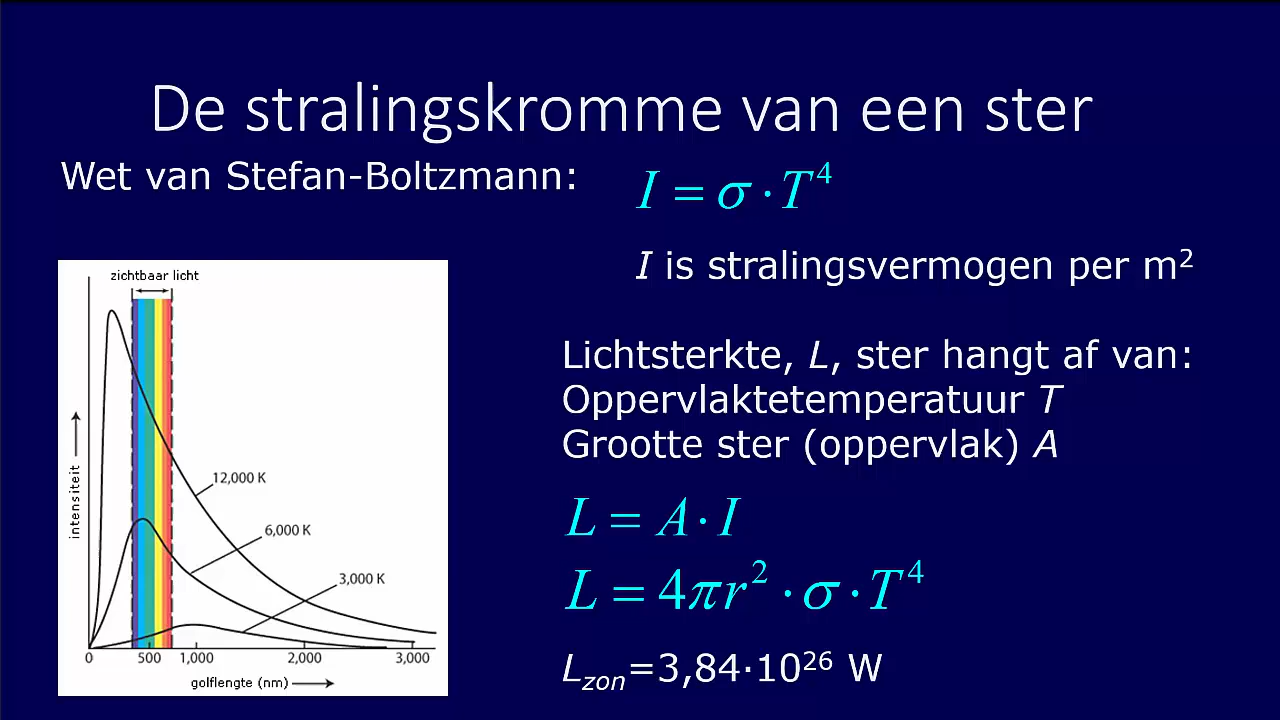 De stralingskromme van een ster
Wet van Stefan-Boltzmann:
I = σ · T⁴
I is stralingsvermogen per m²
zichtbaar licht
intensiteit
12,000 K
6,000 K
3,000 K
0 500 1,000 2,000 3,000
golflengte (nm)
Lichtsterkte, L, ster hangt af van:
Oppervlaktetemperatuur T
Grootte ster (oppervlak) A
L = A · I
L = 4πr² · σ · T⁴
Lzon=3,84·10²⁶ W